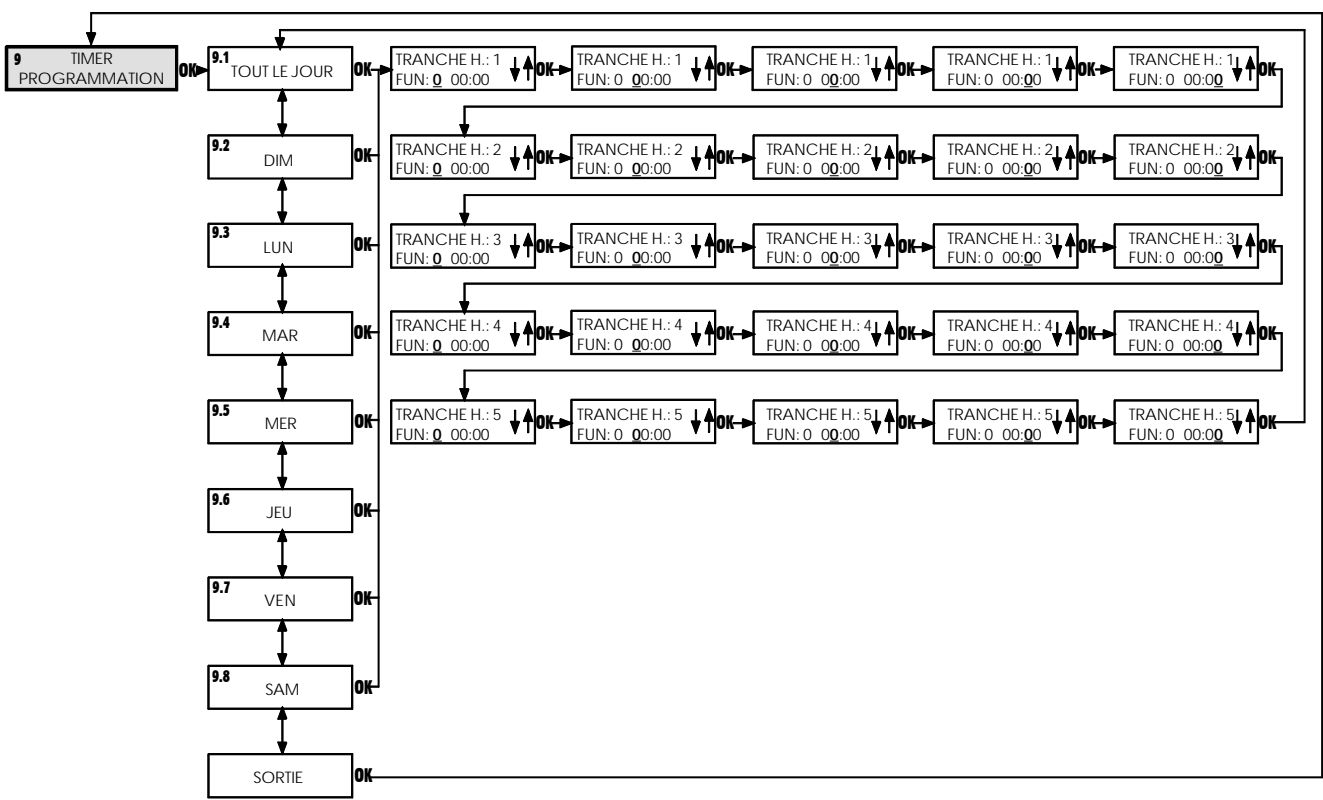 9 TIMER
PROGRAMMATION OK
9.1 TOUT LE JOUR OK
TRANCHE H.: 1
FUN: 0 00:00
OK
TRANCHE H.: 1
FUN: 0 00:00
OK
TRANCHE H.: 1
FUN: 0 00:00
OK
TRANCHE H.: 1
FUN: 0 00:00
OK
TRANCHE H.: 1
FUN: 0 00:00
OK
9.2 DIM OK
TRANCHE H.: 2
FUN: 0 00:00
OK
TRANCHE H.: 2
FUN: 0 00:00
OK
TRANCHE H.: 2
FUN: 0 00:00
OK
TRANCHE H.: 2
FUN: 0 00:00
OK
TRANCHE H.: 2
FUN: 0 00:00
OK
9.3 LUN OK
TRANCHE H.: 3
FUN: 0 00:00
OK
TRANCHE H.: 3
FUN: 0 00:00
OK
TRANCHE H.: 3
FUN: 0 00:00
OK
TRANCHE H.: 3
FUN: 0 00:00
OK
TRANCHE H.: 3
FUN: 0 00:00
OK
9.4 MAR OK
TRANCHE H.: 4
FUN: 0 00:00
OK
TRANCHE H.: 4
FUN: 0 00:00
OK
TRANCHE H.: 4
FUN: 0 00:00
OK
TRANCHE H.: 4
FUN: 0 00:00
OK
TRANCHE H.: 4
FUN: 0 00:00
OK
9.5 MER OK
TRANCHE H.: 5
FUN: 0 00:00
OK
TRANCHE H.: 5
FUN: 0 00:00
OK
TRANCHE H.: 5
FUN: 0 00:00
OK
TRANCHE H.: 5
FUN: 0 00:00
OK
TRANCHE H.: 5
FUN: 0 00:00
OK
9.6 JEU OK
9.7 VEN OK
9.8 SAM OK
SORTIE OK